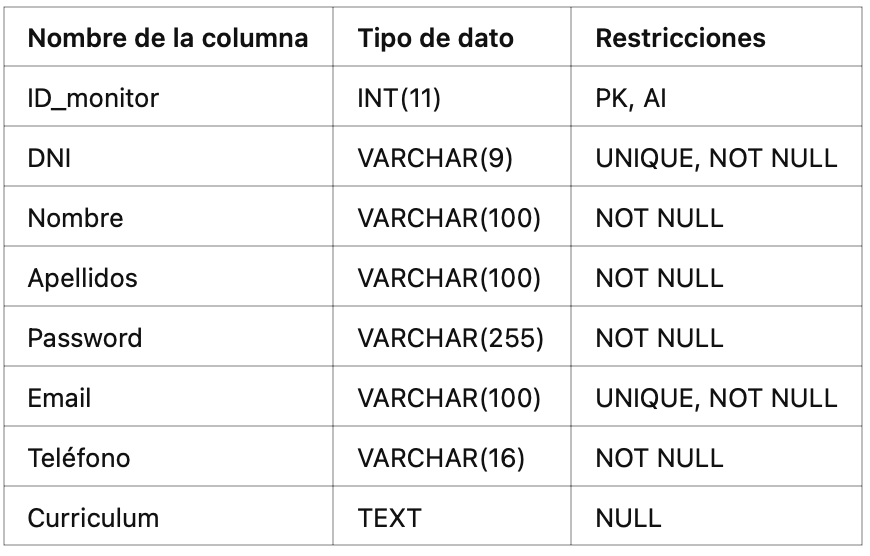 Nombre de la columna Tipo de dato Restricciones
ID_monitor INT(11) PK, AI
DNI VARCHAR(9) UNIQUE, NOT NULL
Nombre VARCHAR(100) NOT NULL
Apellidos VARCHAR(100) NOT NULL
Password VARCHAR(255) NOT NULL
Email VARCHAR(100) UNIQUE, NOT NULL
Teléfono VARCHAR(16) NOT NULL
Curriculum TEXT NULL